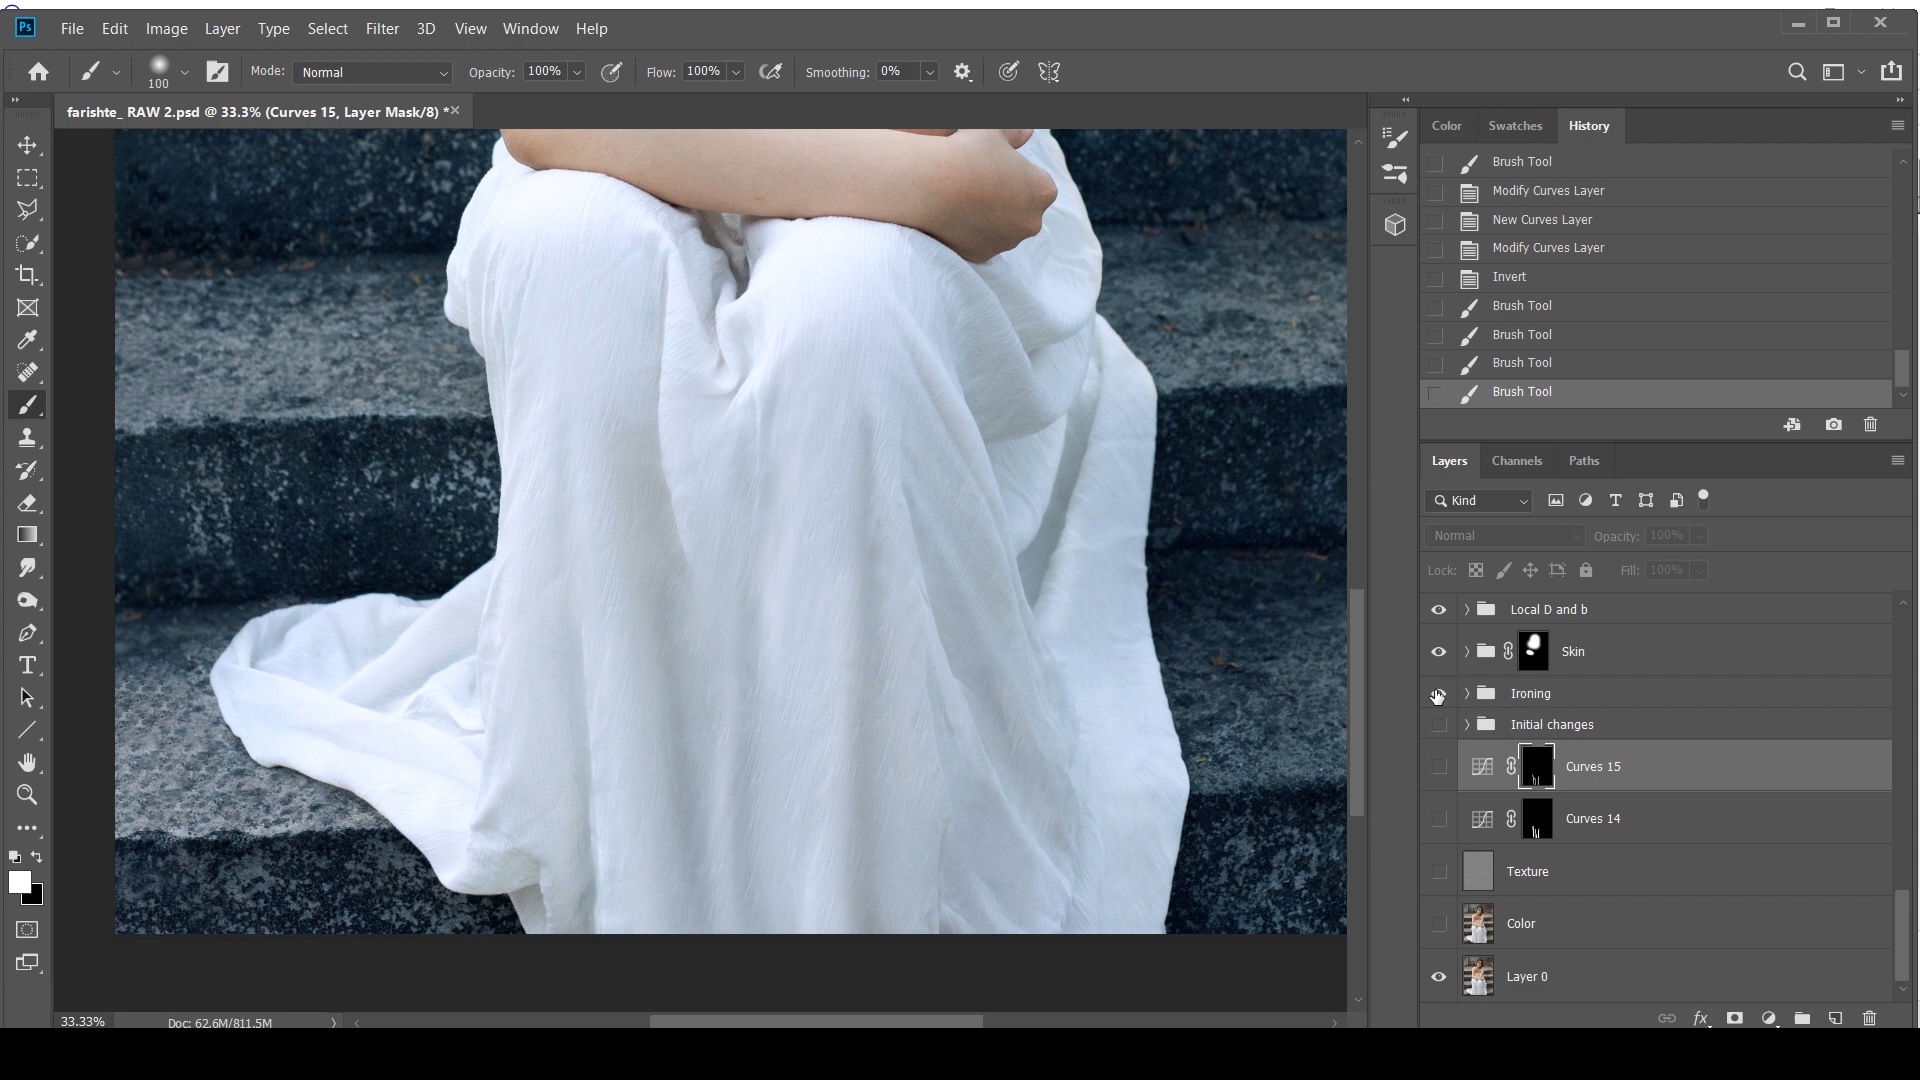 Ps File Edit Image Layer Type Select Filter 3D View Window Help
100 Mode: Normal Opacity: 100% Flow: 100% Smoothing: 0%
farishte_ RAW 2.psd @ 33.3% (Curves 15, Layer Mask/8) *
Color Swatches History
Brush Tool
Modify Curves Layer
New Curves Layer
Modify Curves Layer
Invert
Brush Tool
Brush Tool
Brush Tool
Brush Tool
Layers Channels Paths
Kind
Normal Opacity: 100%
Lock: Fill: 100%
Local D and b
Skin
Ironing
Initial changes
Curves 15
Curves 14
Texture
Color
Layer 0
33.33% Doc: 62.6M/811.5M